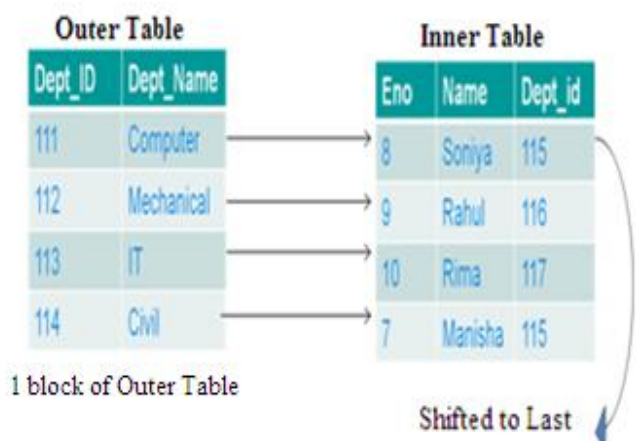 Outer Table
Dept_ID Dept_Name
111 Computer
112 Mechanical
113 IT
114 Civil
1 block of Outer Table
Inner Table
Eno Name Dept_id
8 Soniya 115
9 Rahul 116
10 Rima 117
7 Manisha 115
Shifted to Last